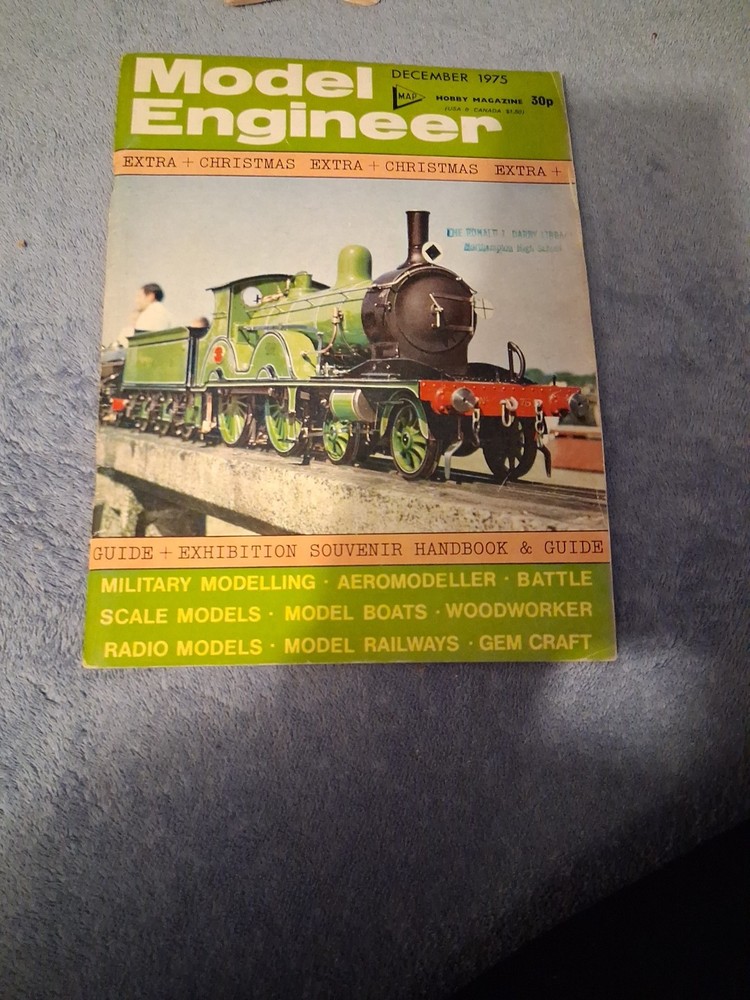 Model
Engineer
DECEMBER 1975
MAP
HOBBY MAGAZINE 30p
EXTRA + CHRISTMAS EXTRA + CHRISTMAS EXTRA +
GUIDE + EXHIBITION SOUVENIR HANDBOOK & GUIDE
MILITARY MODELLING · AEROMODELLER · BATTLE
SCALE MODELS · MODEL BOATS · WOODWORKER
RADIO MODELS · MODEL RAILWAYS · GEM CRAFT